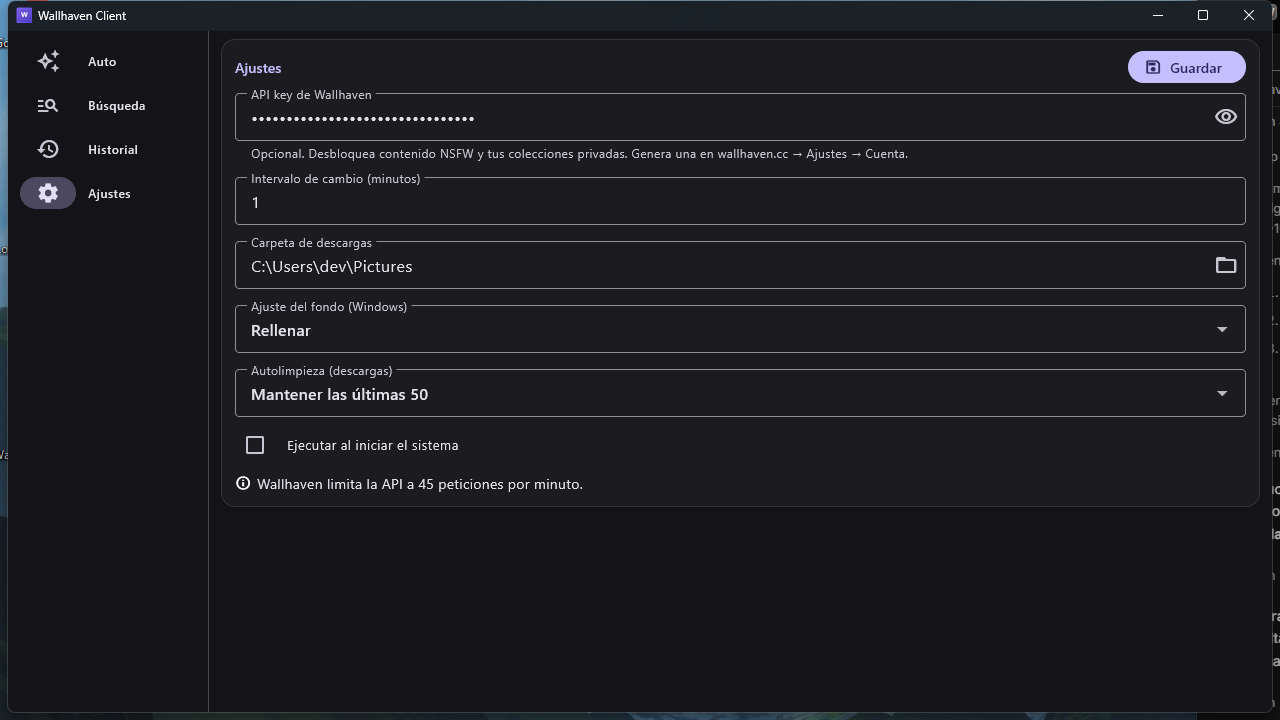 Wallhaven Client
Auto
Búsqueda
Historial
Ajustes
Ajustes
Guardar
API key de Wallhaven
••••••••••••••••••••••••••••••••
Opcional. Desbloquea contenido NSFW y tus colecciones privadas. Genera una en wallhaven.cc → Ajustes → Cuenta.
Intervalo de cambio (minutos)
1
Carpeta de descargas
C:\Users\dev\Pictures
Ajuste del fondo (Windows)
Rellenar
Autolimpieza (descargas)
Mantener las últimas 50
Ejecutar al iniciar el sistema
Wallhaven limita la API a 45 peticiones por minuto.